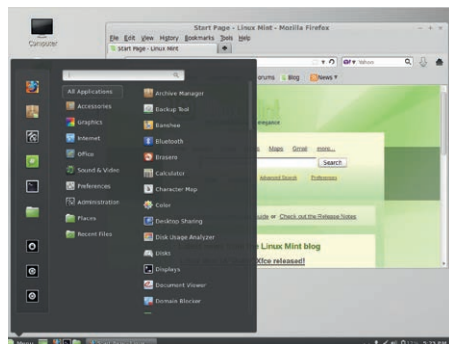 Computer
Start Page - Linux Mint - Mozilla Firefox
File Edit View History Bookmarks Tools Help
Start Page - Linux Mint
Yahoo
Forums Blog News
elegance
Maps Gmail more...
Search
Advanced Search Preferences
or Check out the Release Notes
Linux Mint blog
Xfce released!
All Applications
Accessories
Graphics
Internet
Office
Sound & Video
Preferences
Administration
Places
Recent Files
Archive Manager
Backup Tool
Banshee
Bluetooth
Brasero
Calculator
Character Map
Color
Desktop Sharing
Disk Usage Analyzer
Disks
Displays
Document Viewer
Domain Blocker
Menu